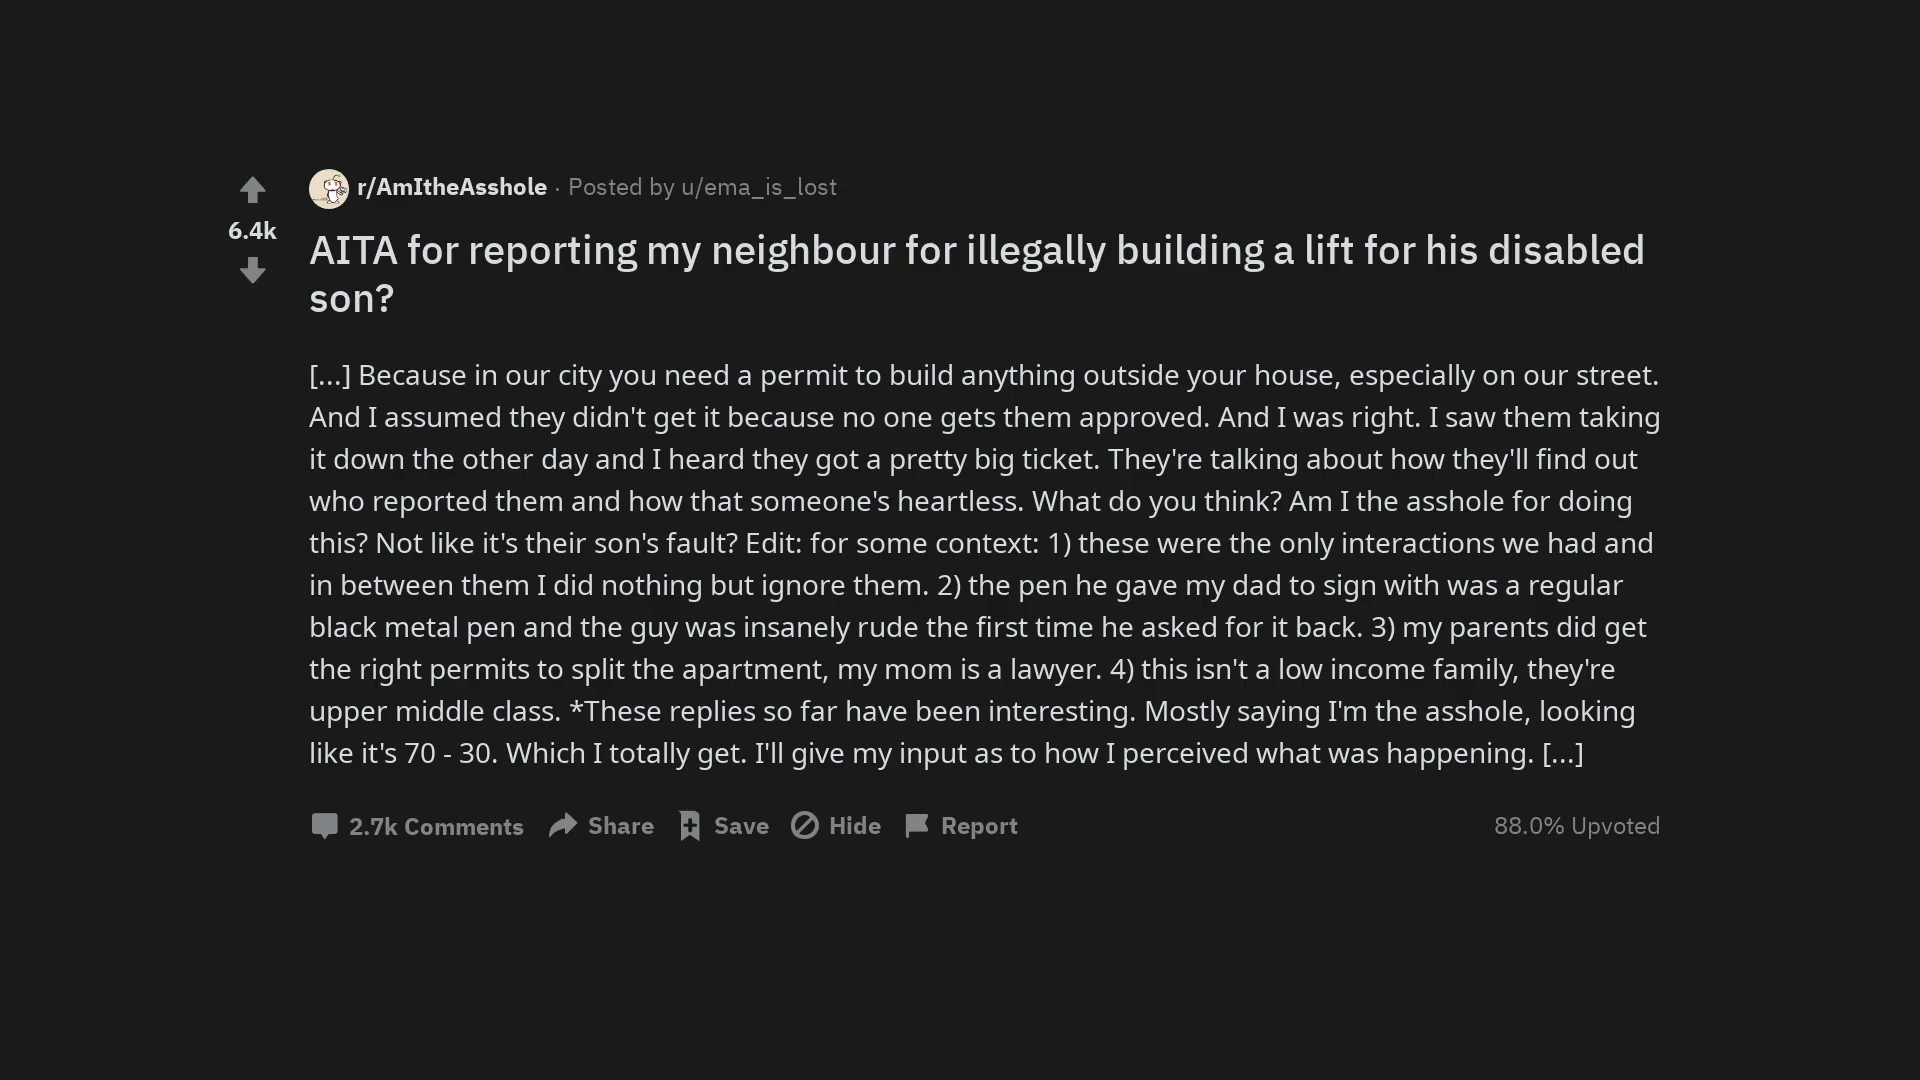 r/AmItheAsshole · Posted by u/ema_is_lost
6.4k
AITA for reporting my neighbour for illegally building a lift for his disabled
son?
[...] Because in our city you need a permit to build anything outside your house, especially on our street.
And I assumed they didn't get it because no one gets them approved. And I was right. I saw them taking
it down the other day and I heard they got a pretty big ticket. They're talking about how they'll find out
who reported them and how that someone's heartless. What do you think? Am I the asshole for doing
this? Not like it's their son's fault? Edit: for some context: 1) these were the only interactions we had and
in between them I did nothing but ignore them. 2) the pen he gave my dad to sign with was a regular
black metal pen and the guy was insanely rude the first time he asked for it back. 3) my parents did get
the right permits to split the apartment, my mom is a lawyer. 4) this isn't a low income family, they're
upper middle class. *These replies so far have been interesting. Mostly saying I'm the asshole, looking
like it's 70 - 30. Which I totally get. I'll give my input as to how I perceived what was happening. [...]
2.7k Comments Share Save Hide Report 88.0% Upvoted